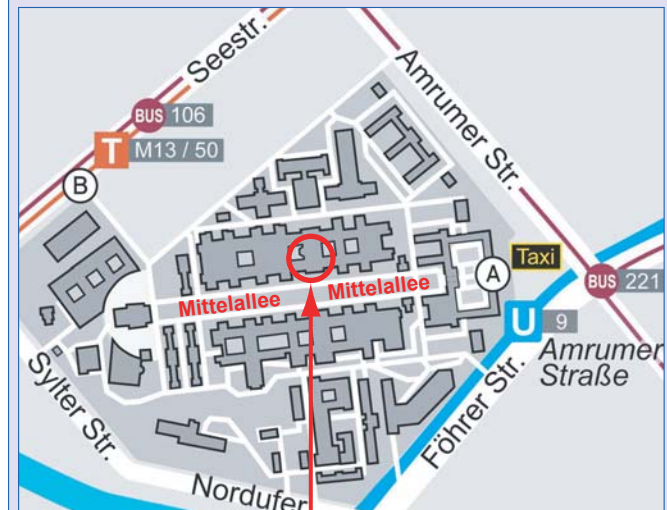 Seestr.
Amrumer Str.
BUS 106
T M13 / 50
B
Mittelallee
Mittelallee
A
Taxi
BUS 221
U 9
Amrumer
Straße
Sylter Str.
Föhrer Str.
Nordufer